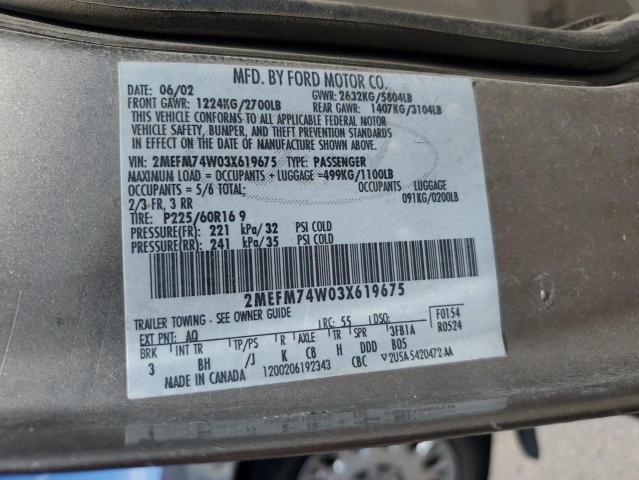 MFD. BY FORD MOTOR CO.
DATE: 06/02 GVWR: 2632KG/5804LB
FRONT GAWR: 1224KG/2700LB REAR GAWR: 1407KG/3104LB
THIS VEHICLE CONFORMS TO ALL APPLICABLE FEDERAL MOTOR
VEHICLE SAFETY, BUMPER, AND THEFT PREVENTION STANDARDS
IN EFFECT ON THE DATE OF MANUFACTURE SHOWN ABOVE.
VIN: 2MEFM74W03X619675 TYPE: PASSENGER
MAXIMUM LOAD = OCCUPANTS + LUGGAGE =499KG/1100LB
OCCUPANTS = 5/6 TOTAL; OCCUPANTS LUGGAGE
2/3 FR, 3 RR 091KG/0200LB
TIRE: P225/60R16 9
PRESSURE(FR): 221 kPa/32 PSI COLD
PRESSURE(RR): 241 kPa/35 PSI COLD
2MEFM74W03X619675
TRAILER TOWING - SEE OWNER GUIDE
EXT PNT: AQ RC: 55 DSO: F0154
BRK INT TR TP/PS R AXLE TR SPR 3FB1A R0524
3 BH /J K C8 H DDD B05
MADE IN CANADA 1200206192343 CBC 2U5A-5420472-AA